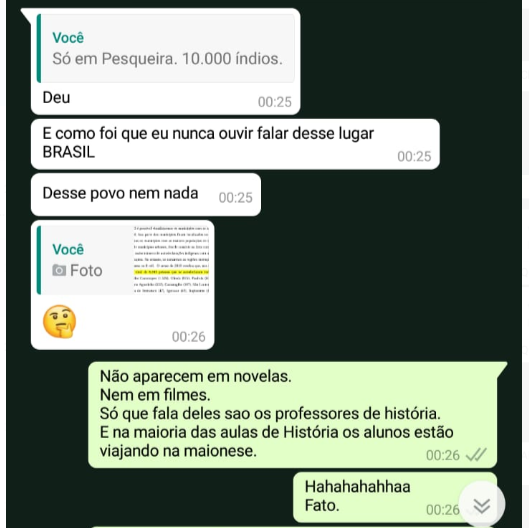 Você
Só em Pesqueira. 10.000 índios.
Deu
00:25
E como foi que eu nunca ouvir falar desse lugar
BRASIL
00:25
Desse povo nem nada
00:25
Você
Foto
00:26
Não aparecem em novelas.
Nem em filmes.
Só que fala deles sao os professores de história.
E na maioria das aulas de História os alunos estão
viajando na maionese.
00:26
Hahahahahhaa
Fato.
00:26